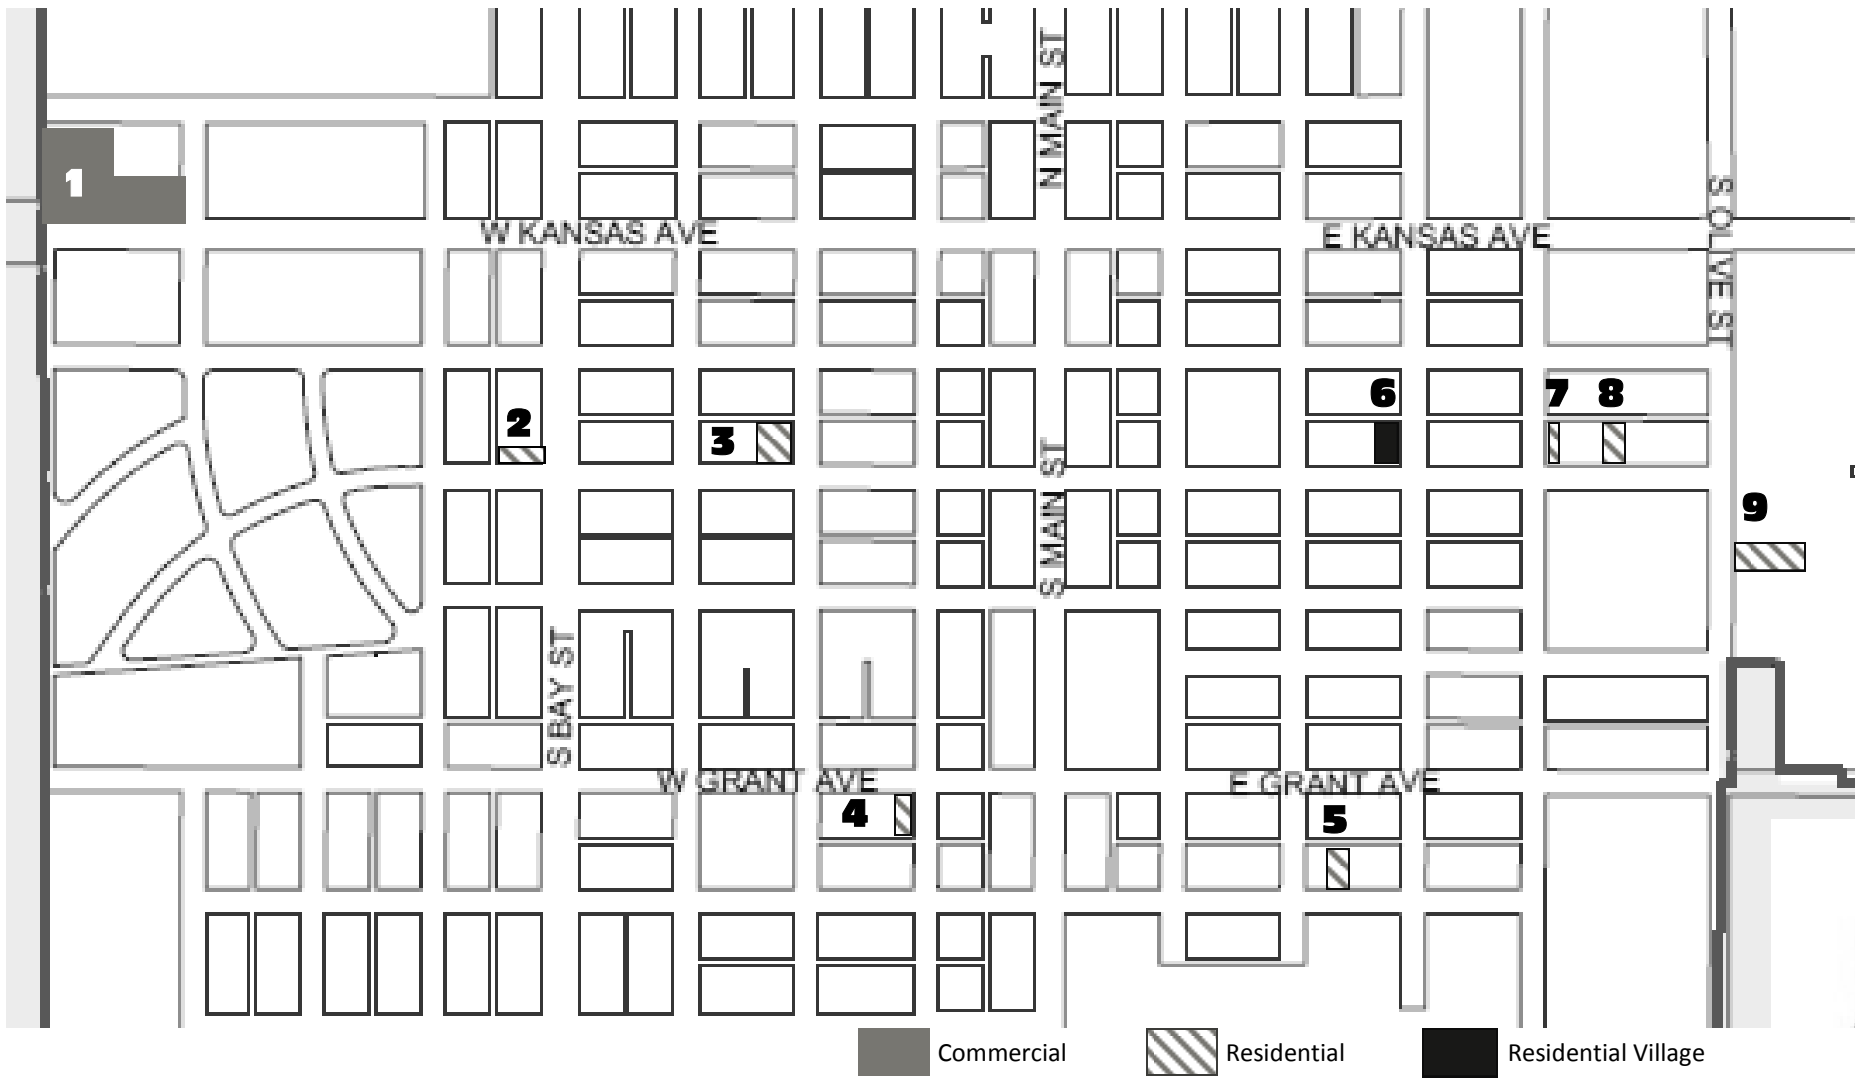 N MAIN ST
1
S OLIVE ST
W KANSAS AVE
E KANSAS AVE
6
7
8
2
3
S MAIN ST
9
S BAY ST
W GRANT AVE
E GRANT AVE
4
5
Commercial
Residential
Residential Village